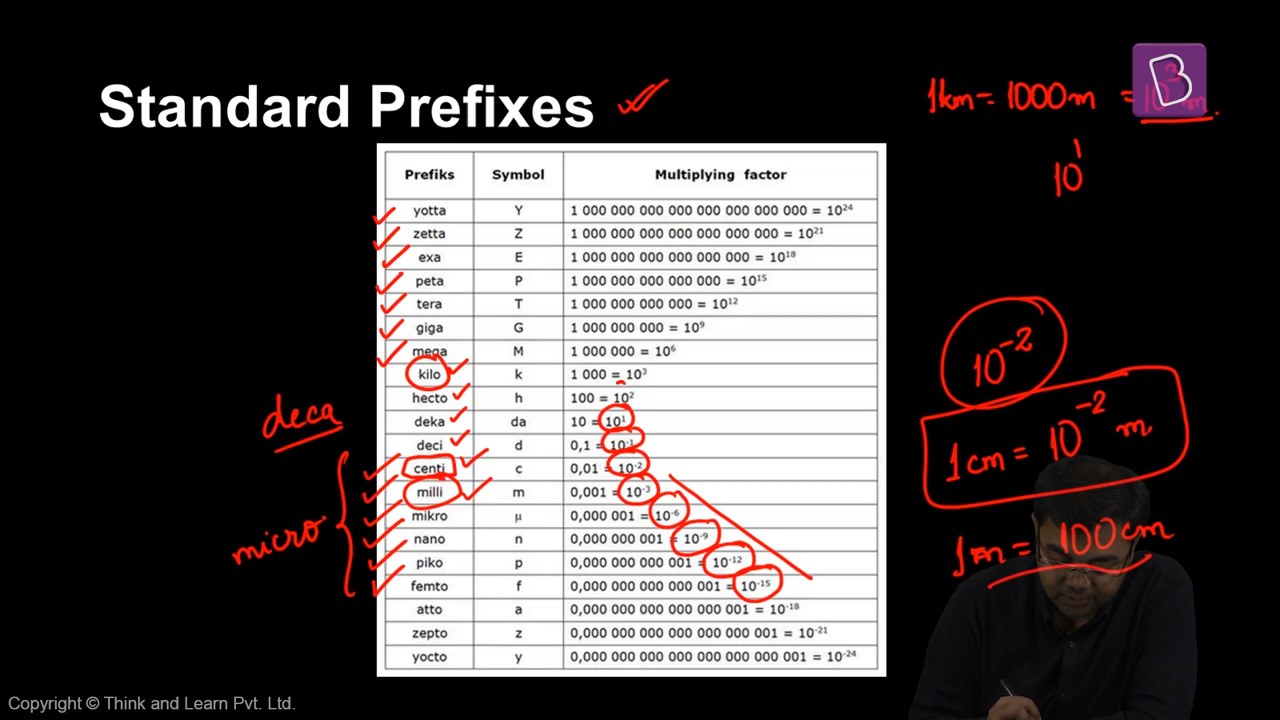 Standard Prefixes
1km = 1000m = 10³ m.
10¹
Prefiks Symbol Multiplying factor
yotta Y 1 000 000 000 000 000 000 000 000 = 10²⁴
zetta Z 1 000 000 000 000 000 000 000 = 10²¹
exa E 1 000 000 000 000 000 000 = 10¹⁸
peta P 1 000 000 000 000 000 = 10¹⁵
tera T 1 000 000 000 000 = 10¹²
giga G 1 000 000 000 = 10⁹
mega M 1 000 000 = 10⁶
kilo k 1 000 = 10³
hecto h 100 = 10²
deka da 10 = 10¹
deci d 0,1 = 10⁻¹
centi c 0,01 = 10⁻²
milli m 0,001 = 10⁻³
mikro µ 0,000 001 = 10⁻⁶
nano n 0,000 000 001 = 10⁻⁹
piko p 0,000 000 000 001 = 10⁻¹²
femto f 0,000 000 000 000 001 = 10⁻¹⁵
atto a 0,000 000 000 000 000 001 = 10⁻¹⁸
zepto z 0,000 000 000 000 000 000 001 = 10⁻²¹
yocto y 0,000 000 000 000 000 000 000 001 = 10⁻²⁴
deca
micro
10⁻²
1cm = 10⁻² m
1m = 100cm
B
Copyright © Think and Learn Pvt. Ltd.